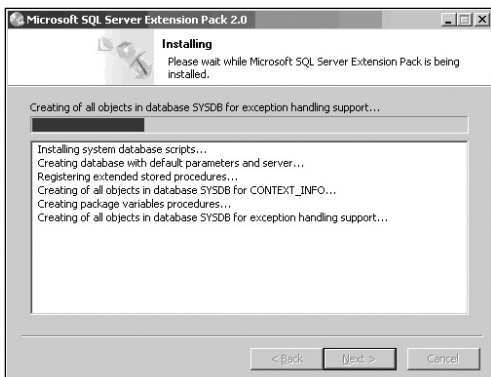 Microsoft SQL Server Extension Pack 2.0
Installing
Please wait while Microsoft SQL Server Extension Pack is being
installed.
Creating of all objects in database SYSDB for exception handling support...
Installing system database scripts...
Creating database with default parameters and server...
Registering extended stored procedures...
Creating of all objects in database SYSDB for CONTEXT_INFO...
Creating package variables procedures...
Creating of all objects in database SYSDB for exception handling support...
< Back Next > Cancel